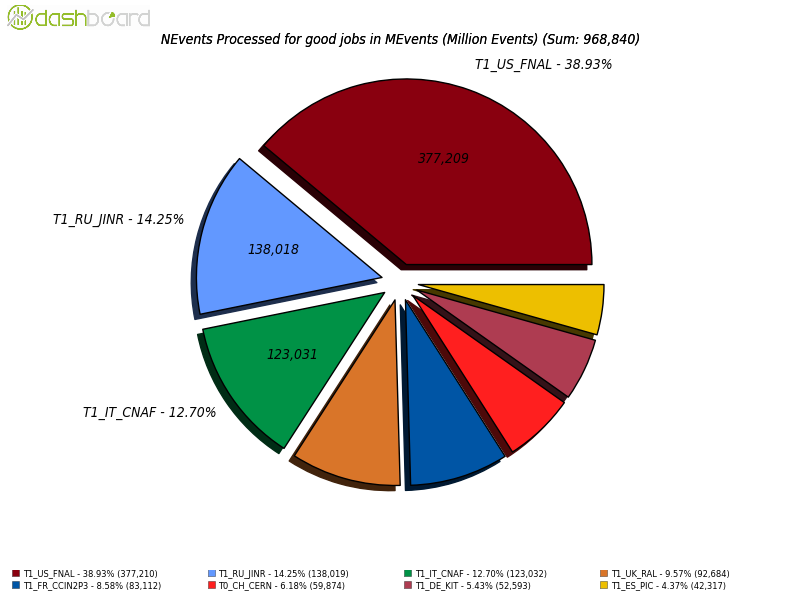 dashboard
NEvents Processed for good jobs in MEvents (Million Events) (Sum: 968,840)
T1_US_FNAL - 38.93%
377,209
T1_RU_JINR - 14.25%
138,018
123,031
T1_IT_CNAF - 12.70%
T1_US_FNAL - 38.93% (377,210) T1_RU_JINR - 14.25% (138,019) T1_IT_CNAF - 12.70% (123,032) T1_UK_RAL - 9.57% (92,684)
T1_FR_CCIN2P3 - 8.58% (83,112) T0_CH_CERN - 6.18% (59,874) T1_DE_KIT - 5.43% (52,593) T1_ES_PIC - 4.37% (42,317)